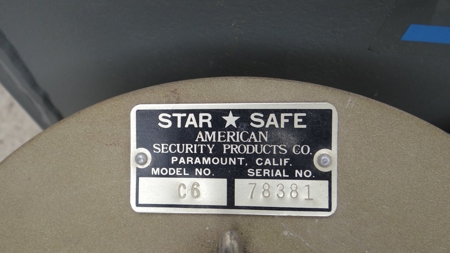 STAR ★ SAFE
AMERICAN
SECURITY PRODUCTS CO.
PARAMOUNT, CALIF.
MODEL NO. SERIAL NO.
C6 78381